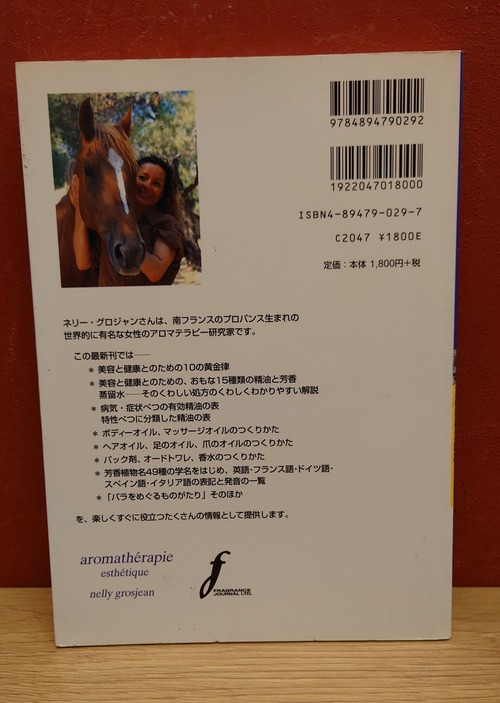 9784894790292
1922047018000
ISBN4-89479-029-7
C2047 ¥1800E
定価：本体 1,800円+税
ネリー・グロジャンさんは、南フランスのプロバンス生まれの
世界的に有名な女性のアロマテラピー研究家です。
この最新刊では——
＊ 美容と健康とのための10の黄金律
＊ 美容と健康とのための、おもな15種類の精油と芳香
蒸留水——そのくわしい処方のくわしくわかりやすい解説
＊ 病気・症状べつの有効精油の表
特性べつに分類した精油の表
＊ ボディーオイル、マッサージオイルのつくりかた
＊ ヘアオイル、足のオイル、爪のオイルのつくりかた
＊ パック剤、オードトワレ、香水のつくりかた
＊ 芳香植物名49種の学名をはじめ、英語・フランス語・ドイツ語・
スペイン語・イタリア語の表記と発音の一覧
＊「バラをめぐるものがたり」そのほか
を、楽しくすぐに役立つたくさんの情報として提供します。
aromathérapie
esthétique
nelly grosjean
f
FRAGRANCE
JOURNAL LTD.